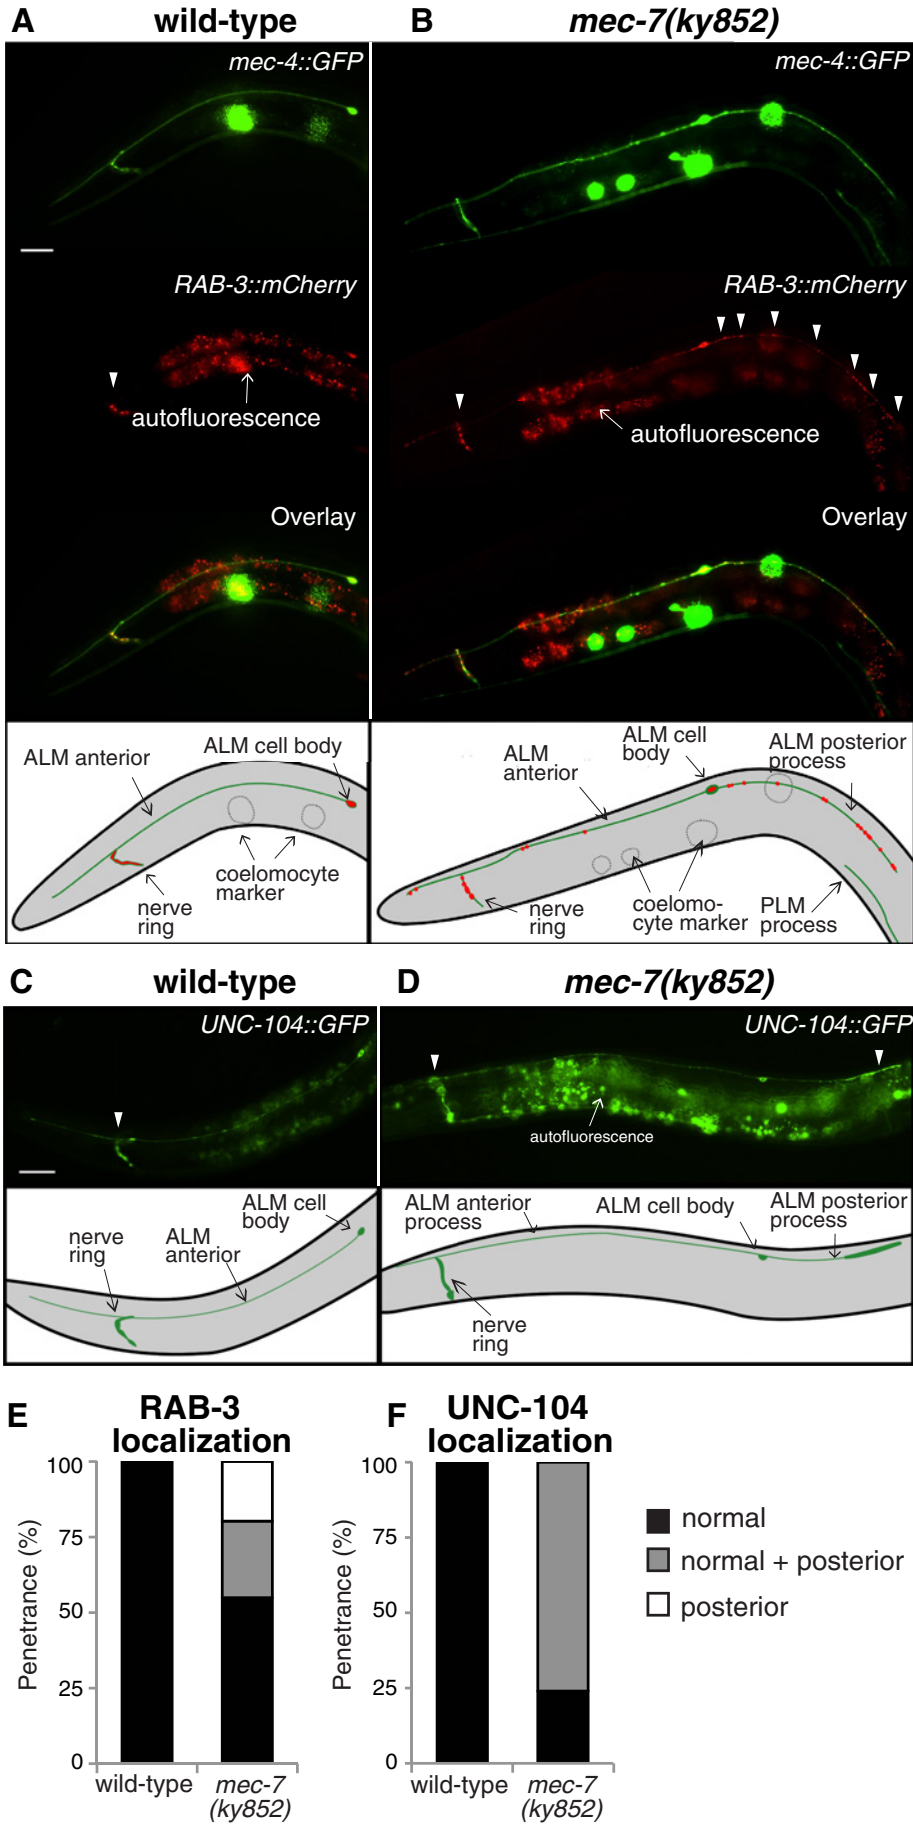 A wild-type
B mec-7(ky852)
mec-4::GFP
mec-4::GFP
RAB-3::mCherry
RAB-3::mCherry
autofluorescence
autofluorescence
Overlay
Overlay
ALM anterior
ALM cell body
coelomocyte
marker
nerve
ring
ALM
anterior
ALM cell
body
ALM posterior
process
nerve
ring
coelomo-
cyte marker
PLM
process
C wild-type
D mec-7(ky852)
UNC-104::GFP
UNC-104::GFP
autofluorescence
nerve
ring
ALM
anterior
ALM cell
body
ALM anterior
process
ALM cell body
ALM posterior
process
nerve
ring
E RAB-3
localization
Penetrance (%)
100
75
50
25
0
wild-type
mec-7
(ky852)
F UNC-104
localization
Penetrance (%)
100
75
50
25
0
wild-type
mec-7
(ky852)
normal
normal + posterior
posterior